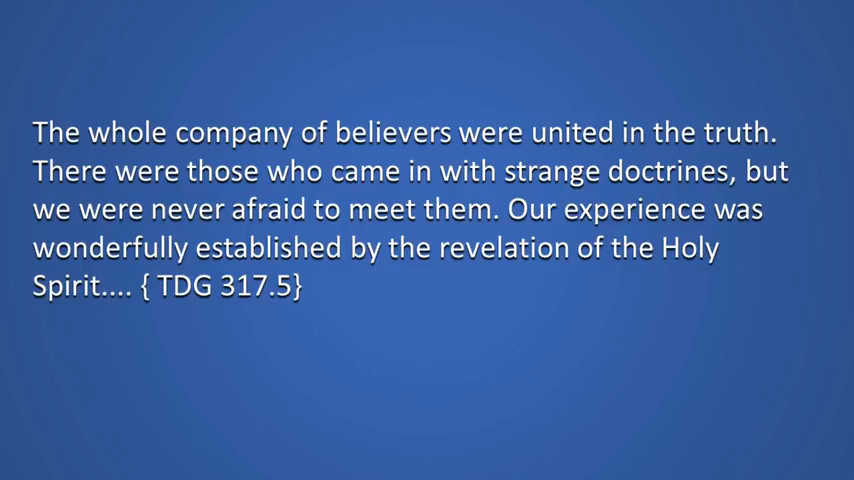 The whole company of believers were united in the truth.
There were those who came in with strange doctrines, but
we were never afraid to meet them. Our experience was
wonderfully established by the revelation of the Holy
Spirit.... { TDG 317.5}